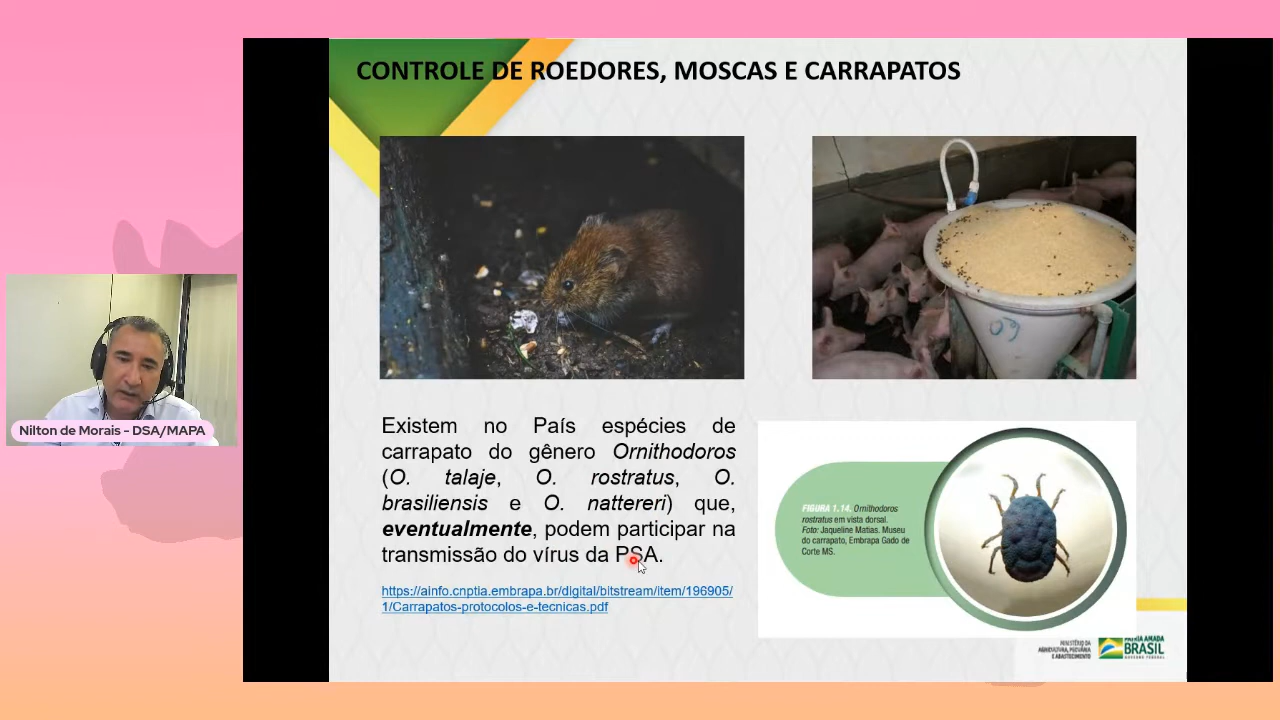 CONTROLE DE ROEDORES, MOSCAS E CARRAPATOS
09
Nilton de Morais - DSA/MAPA
Existem no País espécies de
carrapato do gênero Ornithodoros
(O. talaje, O. rostratus, O.
brasiliensis e O. nattereri) que,
eventualmente, podem participar na
transmissão do vírus da PSA.
https://ainfo.cnptia.embrapa.br/digital/bitstream/item/196905/
1/Carrapatos-protocolos-e-tecnicas.pdf
FIGURA 1.14. Ornithodoros
rostratus em vista dorsal.
Foto: Jaqueline Matias. Museu
do carrapato, Embrapa Gado de
Corte MS.
MINISTÉRIO DA
AGRICULTURA, PECUÁRIA
E ABASTECIMENTO
PÁTRIA AMADA
BRASIL
GOVERNO FEDERAL